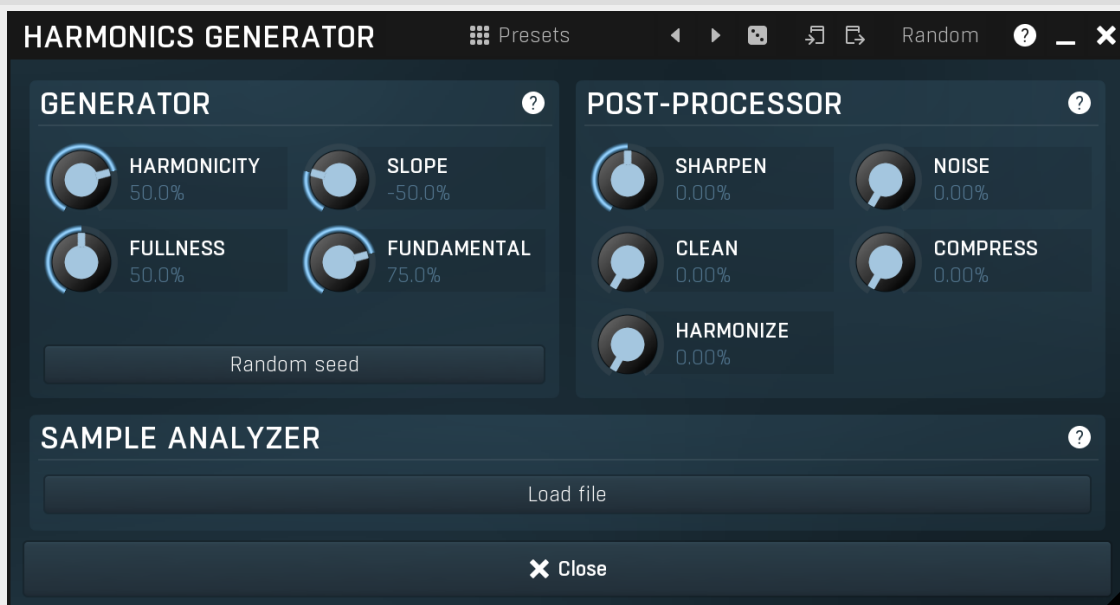 HARMONICS GENERATOR Presets Random ?
GENERATOR ?
HARMONICITY
50.0%
SLOPE
-50.0%
FULLNESS
50.0%
FUNDAMENTAL
75.0%
Random seed
POST-PROCESSOR ?
SHARPEN
0.00%
NOISE
0.00%
CLEAN
0.00%
COMPRESS
0.00%
HARMONIZE
0.00%
SAMPLE ANALYZER ?
Load file
Close